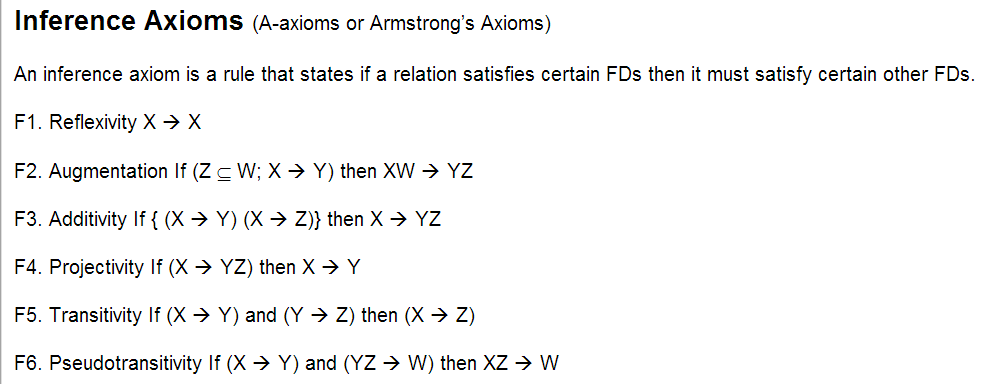 Inference Axioms (A-axioms or Armstrong's Axioms)
An inference axiom is a rule that states if a relation satisfies certain FDs then it must satisfy certain other FDs.
F1. Reflexivity X → X
F2. Augmentation If (Z ⊆ W; X → Y) then XW → YZ
F3. Additivity If { (X → Y) (X → Z)} then X → YZ
F4. Projectivity If (X → YZ) then X → Y
F5. Transitivity If (X → Y) and (Y → Z) then (X → Z)
F6. Pseudotransitivity If (X → Y) and (YZ → W) then XZ → W